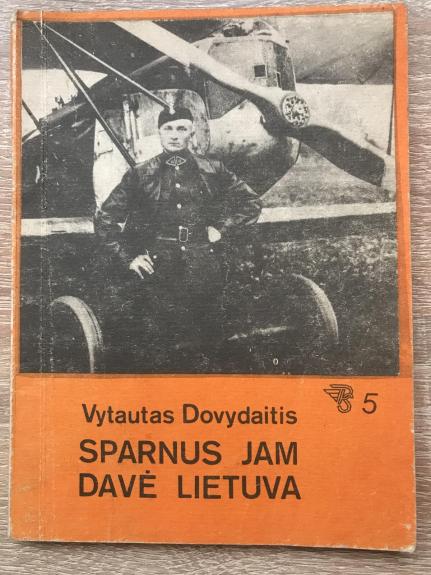 Vytautas Dovydaitis
5
SPARNUS JAM
DAVĖ LIETUVA